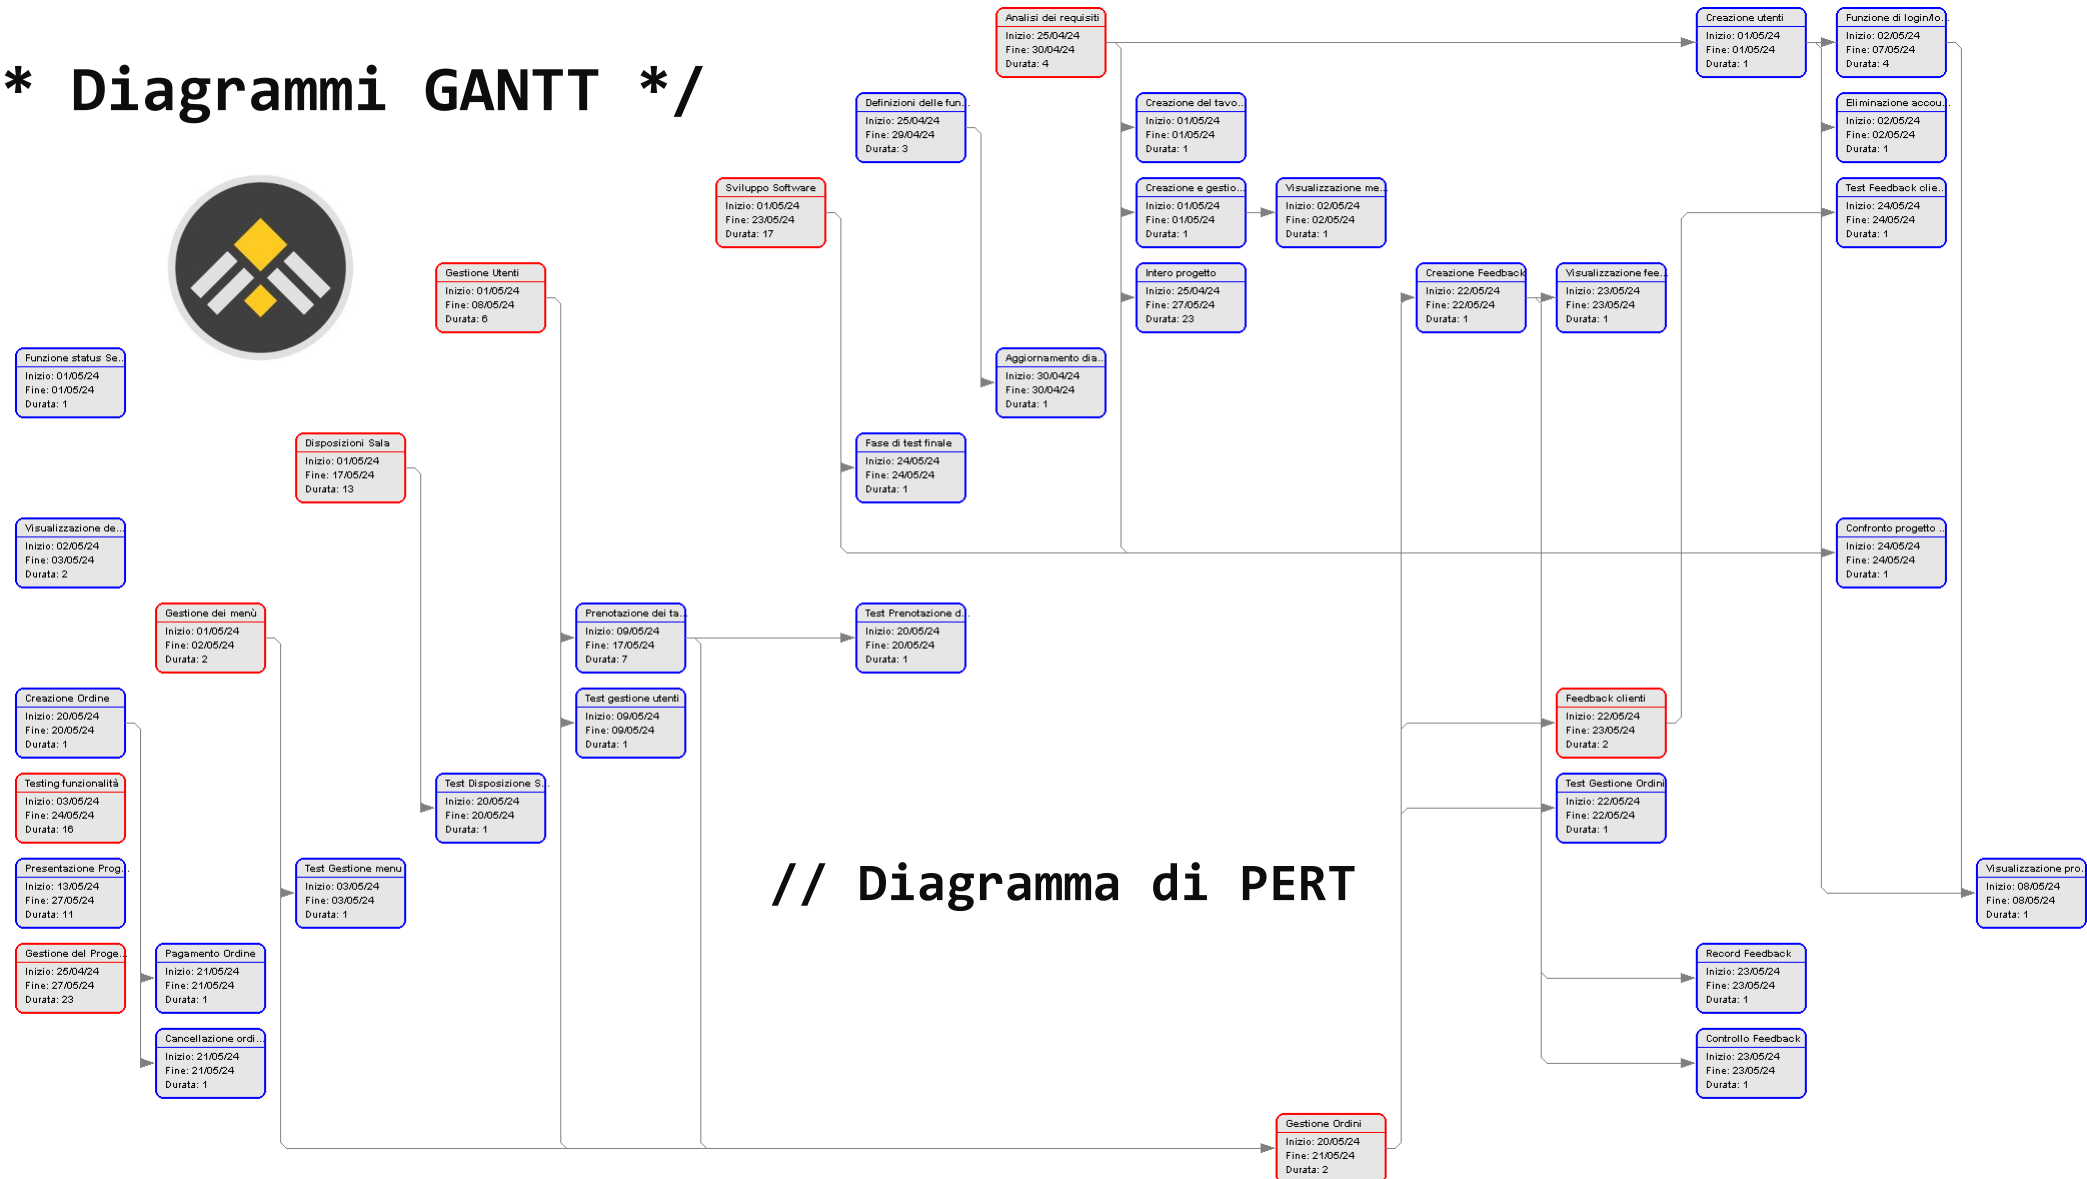 * Diagrammi GANTT */
Analisi dei requisiti
Inizio: 25/04/24
Fine: 30/04/24
Durata: 4
Creazione utenti
Inizio: 01/05/24
Fine: 01/05/24
Durata: 1
Funzione di login/lo..
Inizio: 02/05/24
Fine: 07/05/24
Durata: 4
Definizioni delle fun..
Inizio: 25/04/24
Fine: 29/04/24
Durata: 3
Creazione del tavo..
Inizio: 01/05/24
Fine: 01/05/24
Durata: 1
Eliminazione accou..
Inizio: 02/05/24
Fine: 02/05/24
Durata: 1
Sviluppo Software
Inizio: 01/05/24
Fine: 23/05/24
Durata: 17
Creazione e gestio..
Inizio: 01/05/24
Fine: 01/05/24
Durata: 1
Visualizzazione me..
Inizio: 02/05/24
Fine: 02/05/24
Durata: 1
Test Feedback clie..
Inizio: 24/05/24
Fine: 24/05/24
Durata: 1
Gestione Utenti
Inizio: 01/05/24
Fine: 08/05/24
Durata: 6
Intero progetto
Inizio: 25/04/24
Fine: 27/05/24
Durata: 23
Creazione Feedback
Inizio: 22/05/24
Fine: 22/05/24
Durata: 1
Visualizzazione fee..
Inizio: 23/05/24
Fine: 23/05/24
Durata: 1
Funzione status Se..
Inizio: 01/05/24
Fine: 01/05/24
Durata: 1
Aggiornamento dia..
Inizio: 30/04/24
Fine: 30/04/24
Durata: 1
Disposizioni Sala
Inizio: 01/05/24
Fine: 17/05/24
Durata: 13
Fase di test finale
Inizio: 24/05/24
Fine: 24/05/24
Durata: 1
Visualizzazione de..
Inizio: 02/05/24
Fine: 03/05/24
Durata: 2
Confronto progetto ..
Inizio: 24/05/24
Fine: 24/05/24
Durata: 1
Gestione dei menù
Inizio: 01/05/24
Fine: 02/05/24
Durata: 2
Prenotazione dei ta..
Inizio: 09/05/24
Fine: 17/05/24
Durata: 7
Test Prenotazione d..
Inizio: 20/05/24
Fine: 20/05/24
Durata: 1
Creazione Ordine
Inizio: 20/05/24
Fine: 20/05/24
Durata: 1
Test gestione utenti
Inizio: 09/05/24
Fine: 09/05/24
Durata: 1
Feedback clienti
Inizio: 22/05/24
Fine: 23/05/24
Durata: 2
Testing funzionalità
Inizio: 03/05/24
Fine: 24/05/24
Durata: 16
Test Disposizione S..
Inizio: 20/05/24
Fine: 20/05/24
Durata: 1
Test Gestione Ordini
Inizio: 22/05/24
Fine: 22/05/24
Durata: 1
Presentazione Prog..
Inizio: 13/05/24
Fine: 27/05/24
Durata: 11
Test Gestione menu
Inizio: 03/05/24
Fine: 03/05/24
Durata: 1
// Diagramma di PERT
Visualizzazione pro..
Inizio: 08/05/24
Fine: 08/05/24
Durata: 1
Gestione del Proge..
Inizio: 25/04/24
Fine: 27/05/24
Durata: 23
Pagamento Ordine
Inizio: 21/05/24
Fine: 21/05/24
Durata: 1
Record Feedback
Inizio: 23/05/24
Fine: 23/05/24
Durata: 1
Cancellazione ordi..
Inizio: 21/05/24
Fine: 21/05/24
Durata: 1
Controllo Feedback
Inizio: 23/05/24
Fine: 23/05/24
Durata: 1
Gestione Ordini
Inizio: 20/05/24
Fine: 21/05/24
Durata: 2